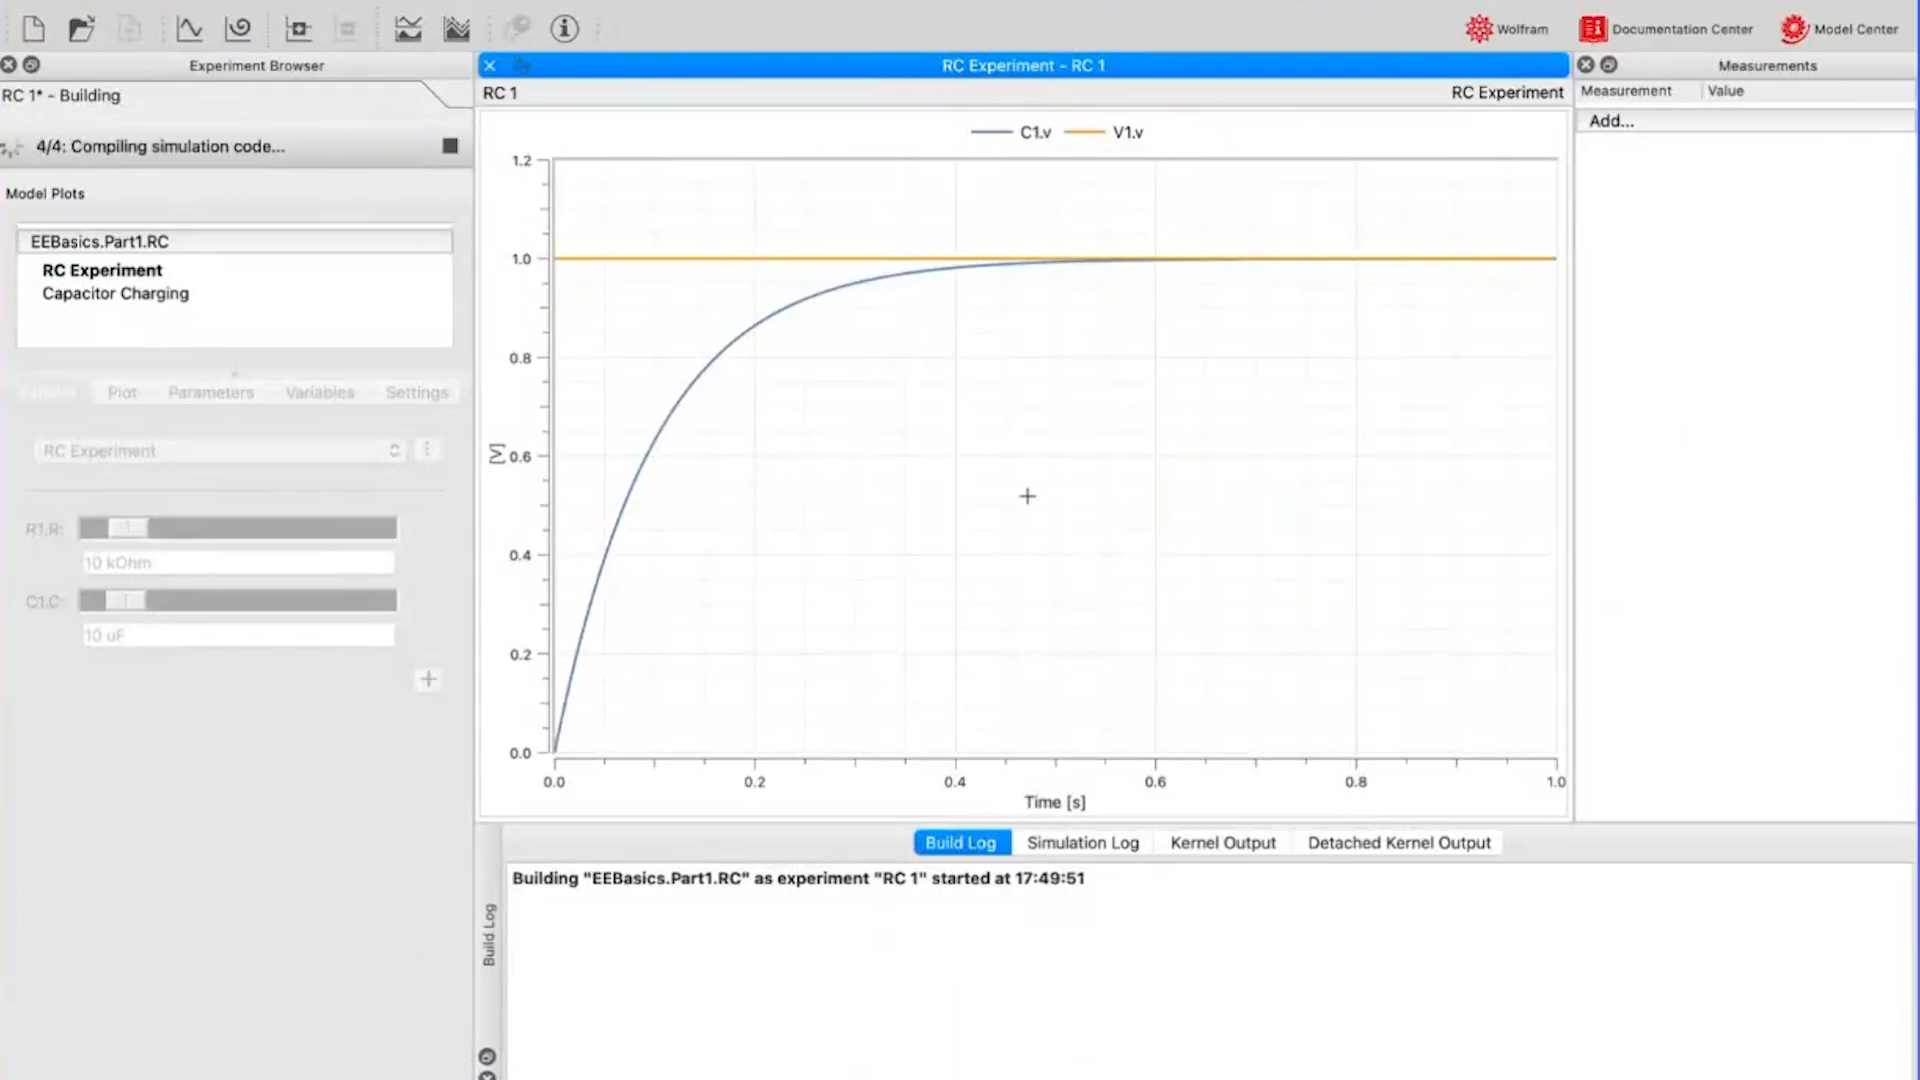 Wolfram
Documentation Center
Model Center
Experiment Browser
RC Experiment - RC 1
Measurements
RC 1* - Building
RC 1
RC Experiment
Measurement
Value
Add...
4/4: Compiling simulation code...
Model Plots
EEBasics.Part1.RC
RC Experiment
Capacitor Charging
Plot
Parameters
Variables
Settings
RC Experiment
R1.R:
10 kOhm
C1.C:
10 uF
C1.v
V1.v
1.2
1.0
0.8
[V]
0.6
0.4
0.2
0.0
0.0
0.2
0.4
0.6
0.8
1.0
Time [s]
Build Log
Simulation Log
Kernel Output
Detached Kernel Output
Building "EEBasics.Part1.RC" as experiment "RC 1" started at 17:49:51
Build Log